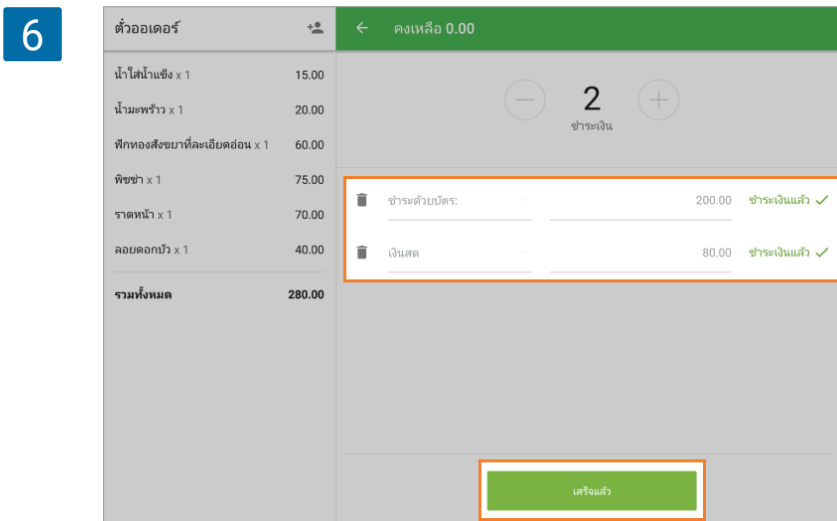 6
ตั๋วออเดอร์
น้ำใส่น้ำแข็ง x 1 15.00
น้ำมะพร้าว x 1 20.00
ฟักทองสังขยาที่ละเอียดอ่อน x 1 60.00
พิซซ่า x 1 75.00
ราดหน้า x 1 70.00
ลอยดอกบัว x 1 40.00
รวมทั้งหมด 280.00
คงเหลือ 0.00
2
ชำระเงิน
ชำระด้วยบัตร: 200.00 ชำระเงินแล้ว
เงินสด 80.00 ชำระเงินแล้ว
เสร็จแล้ว